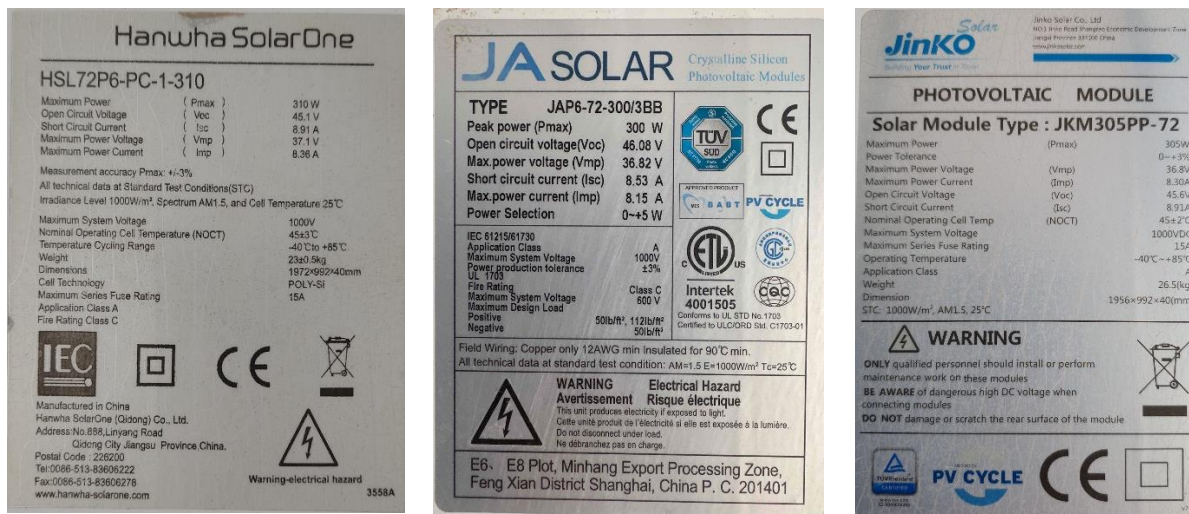 Hanwha SolarOne
HSL72P6-PC-1-310
Maximum Power ( Pmax ) 310 W
Open Circuit Voltage ( Voc ) 45.1 V
Short Circuit Current ( Isc ) 8.91 A
Maximum Power Voltage ( Vmp ) 37.1 V
Maximum Power Current ( Imp ) 8.36 A
Measurement accuracy Pmax: +/-3%
All technical data at Standard Test Conditions(STC)
Irradiance Level 1000W/m², Spectrum AM1.5, and Cell Temperature 25℃
Maximum System Voltage 1000V
Nominal Operating Cell Temperature (NOCT) 45±3℃
Temperature Cycling Range -40℃to +85℃
Weight 23±0.5kg
Dimensions 1972×992×40mm
Cell Technology POLY-Si
Maximum Series Fuse Rating 15A
Application Class A
Fire Rating Class C
IEC
CE
Manufactured in China
Hanwha SolarOne (Qidong) Co., Ltd.
Address:No.888,Linyang Road
Qidong City Jiangsu Province,China.
Postal Code : 226200
Tel:0086-513-83606222
Fax:0086-513-83606278
www.hanwha-solarone.com
Warning-electrical hazard
3558A
JA SOLAR
Crystalline Silicon
Photovoltaic Modules
TYPE JAP6-72-300/3BB
Peak power (Pmax) 300 W
Open circuit voltage(Voc) 46.08 V
Max.power voltage (Vmp) 36.82 V
Short circuit current (Isc) 8.53 A
Max.power current (Imp) 8.15 A
Power Selection 0~+5 W
TÜV
SÜD
CE
APPROVED PRODUCT
MCS BABT
PV CYCLE
IEC 61215/61730
Application Class A
Maximum System Voltage 1000V
Power production tolerance ±3%
UL 1703
Fire Rating Class C
Maximum System Voltage 600 V
Maximum Design Load
Positive 50lb/ft², 112lb/ft²
Negative 50lb/ft²
ETL
C US
Intertek
4001505
CQC
Conforms to UL STD No.1703
Certified to ULC/ORD Std. C1703-01
Field Wiring: Copper only 12AWG min Insulated for 90℃ min.
All technical data at standard test condition: AM=1.5 E=1000W/m² Tc=25℃
WARNING Electrical Hazard
Avertissement Risque électrique
This unit produces electricity if exposed to light.
Cette unité produit de l'électricité si elle est exposée à la lumière.
Do not disconnect under load.
Ne débranchez pas en charge.
E6、E8 Plot, Minhang Export Processing Zone,
Feng Xian District Shanghai, China P. C. 201401
JinKO Solar
Building Your Trust
Jinko Solar Co., Ltd
www.jinkosolar.com
PHOTOVOLTAIC MODULE
Solar Module Type : JKM305PP-72
Maximum Power (Pmax) 305W
Power Tolerance 0~+3%
Maximum Power Voltage (Vmp) 36.8V
Maximum Power Current (Imp) 8.30A
Open Circuit Voltage (Voc) 45.6V
Short Circuit Current (Isc) 8.91A
Nominal Operating Cell Temp (NOCT) 45±2℃
Maximum System Voltage 1000VDC
Maximum Series Fuse Rating 15A
Operating Temperature -40℃~+85℃
Application Class A
Weight 26.5(kg
Dimension 1956×992×40(mm
STC: 1000W/m², AM1.5, 25℃
WARNING
ONLY qualified personnel should install or perform
maintenance work on these modules
BE AWARE of dangerous high DC voltage when
connecting modules
DO NOT damage or scratch the rear surface of the module
PV CYCLE
CE